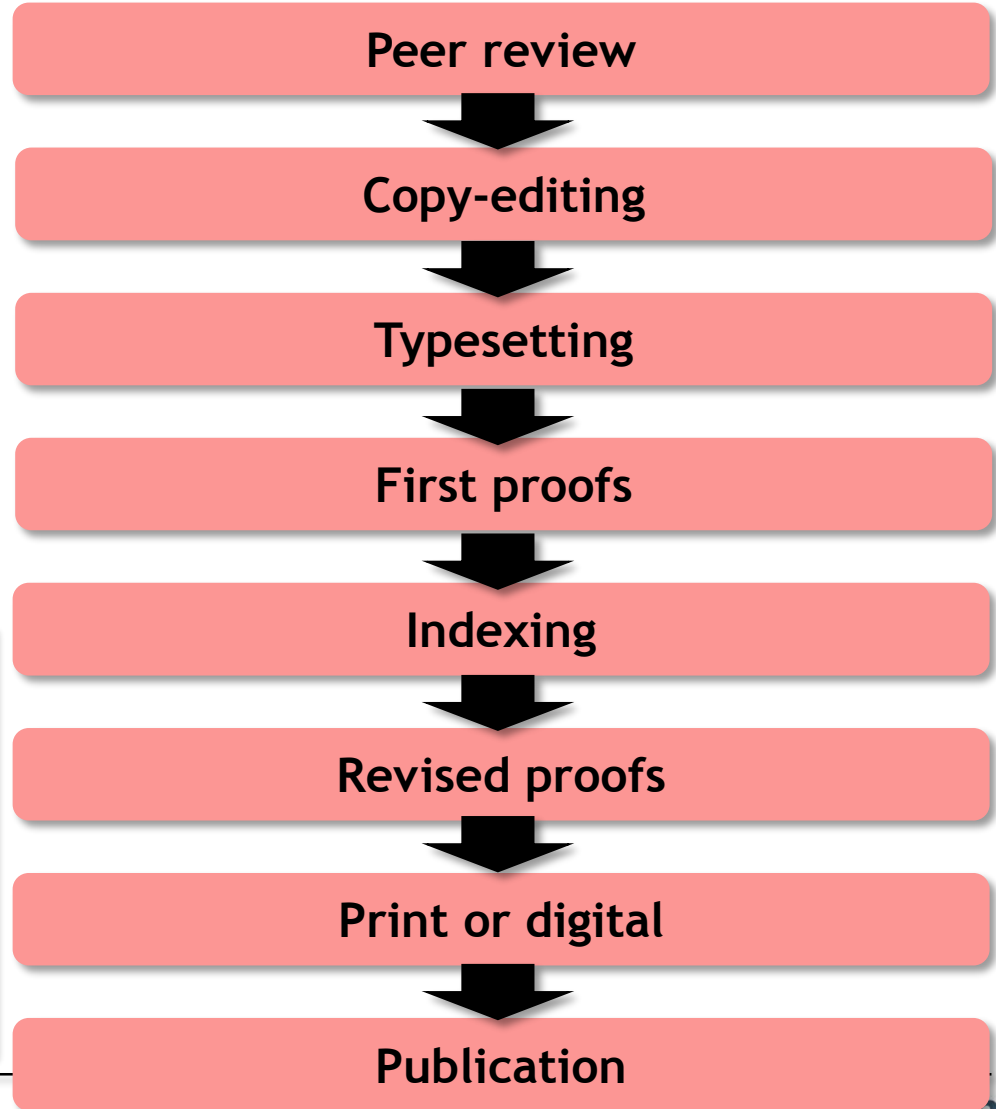 Peer review
Copy-editing
Typesetting
First proofs
Indexing
Revised proofs
Print or digital
Publication